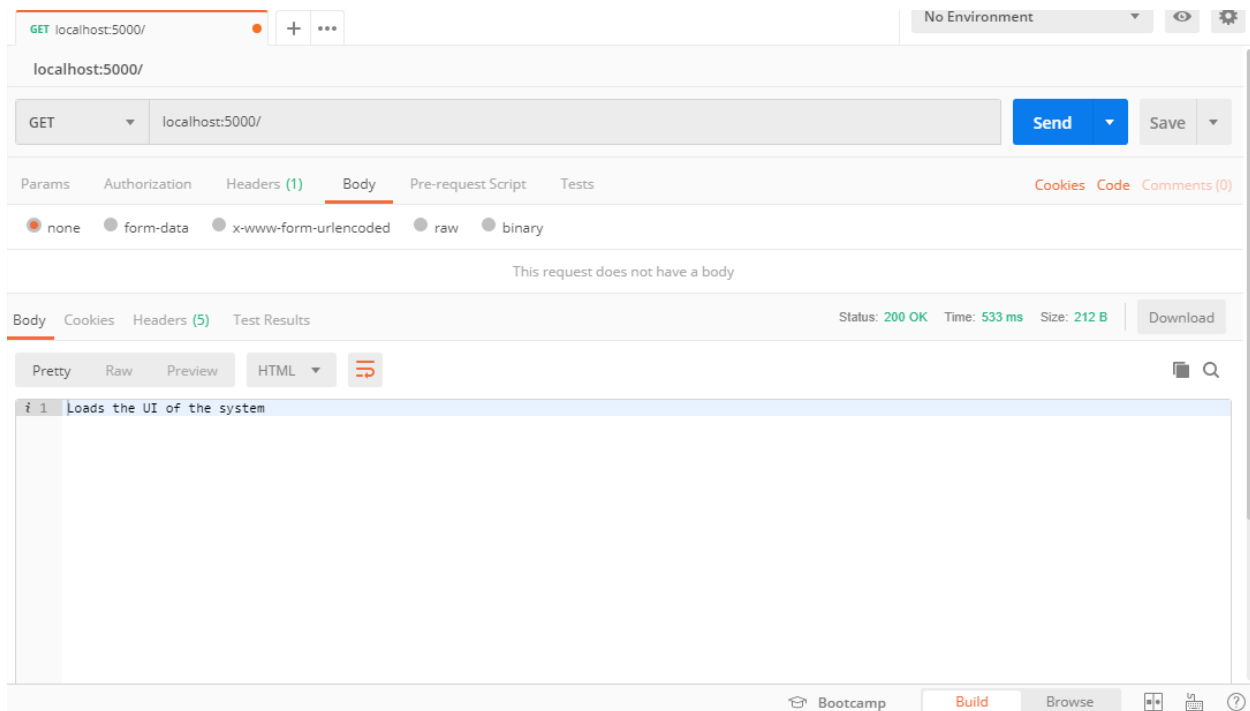 GET localhost:5000/
No Environment
localhost:5000/
GET localhost:5000/ Send Save
Params Authorization Headers (1) Body Pre-request Script Tests Cookies Code Comments (0)
none form-data x-www-form-urlencoded raw binary
This request does not have a body
Body Cookies Headers (5) Test Results Status: 200 OK Time: 533 ms Size: 212 B Download
Pretty Raw Preview HTML
i 1 Loads the UI of the system
Bootcamp Build Browse